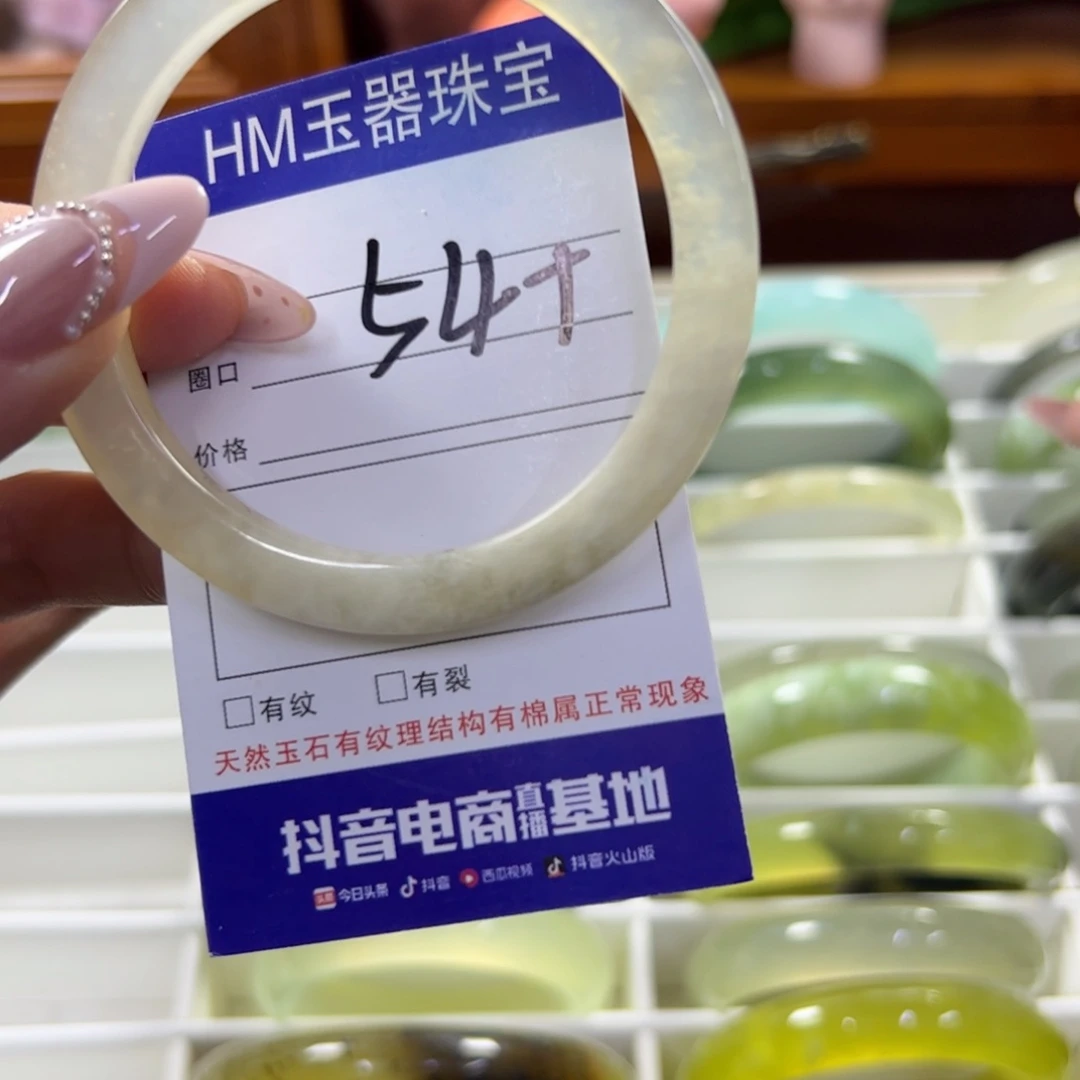 HM玉器珠宝
54+
圈口
价格
有纹 有裂
天然玉石有纹理结构有棉属正常现象
抖音电商直播基地
头条 今日头条 抖音 西瓜视频 抖音火山版